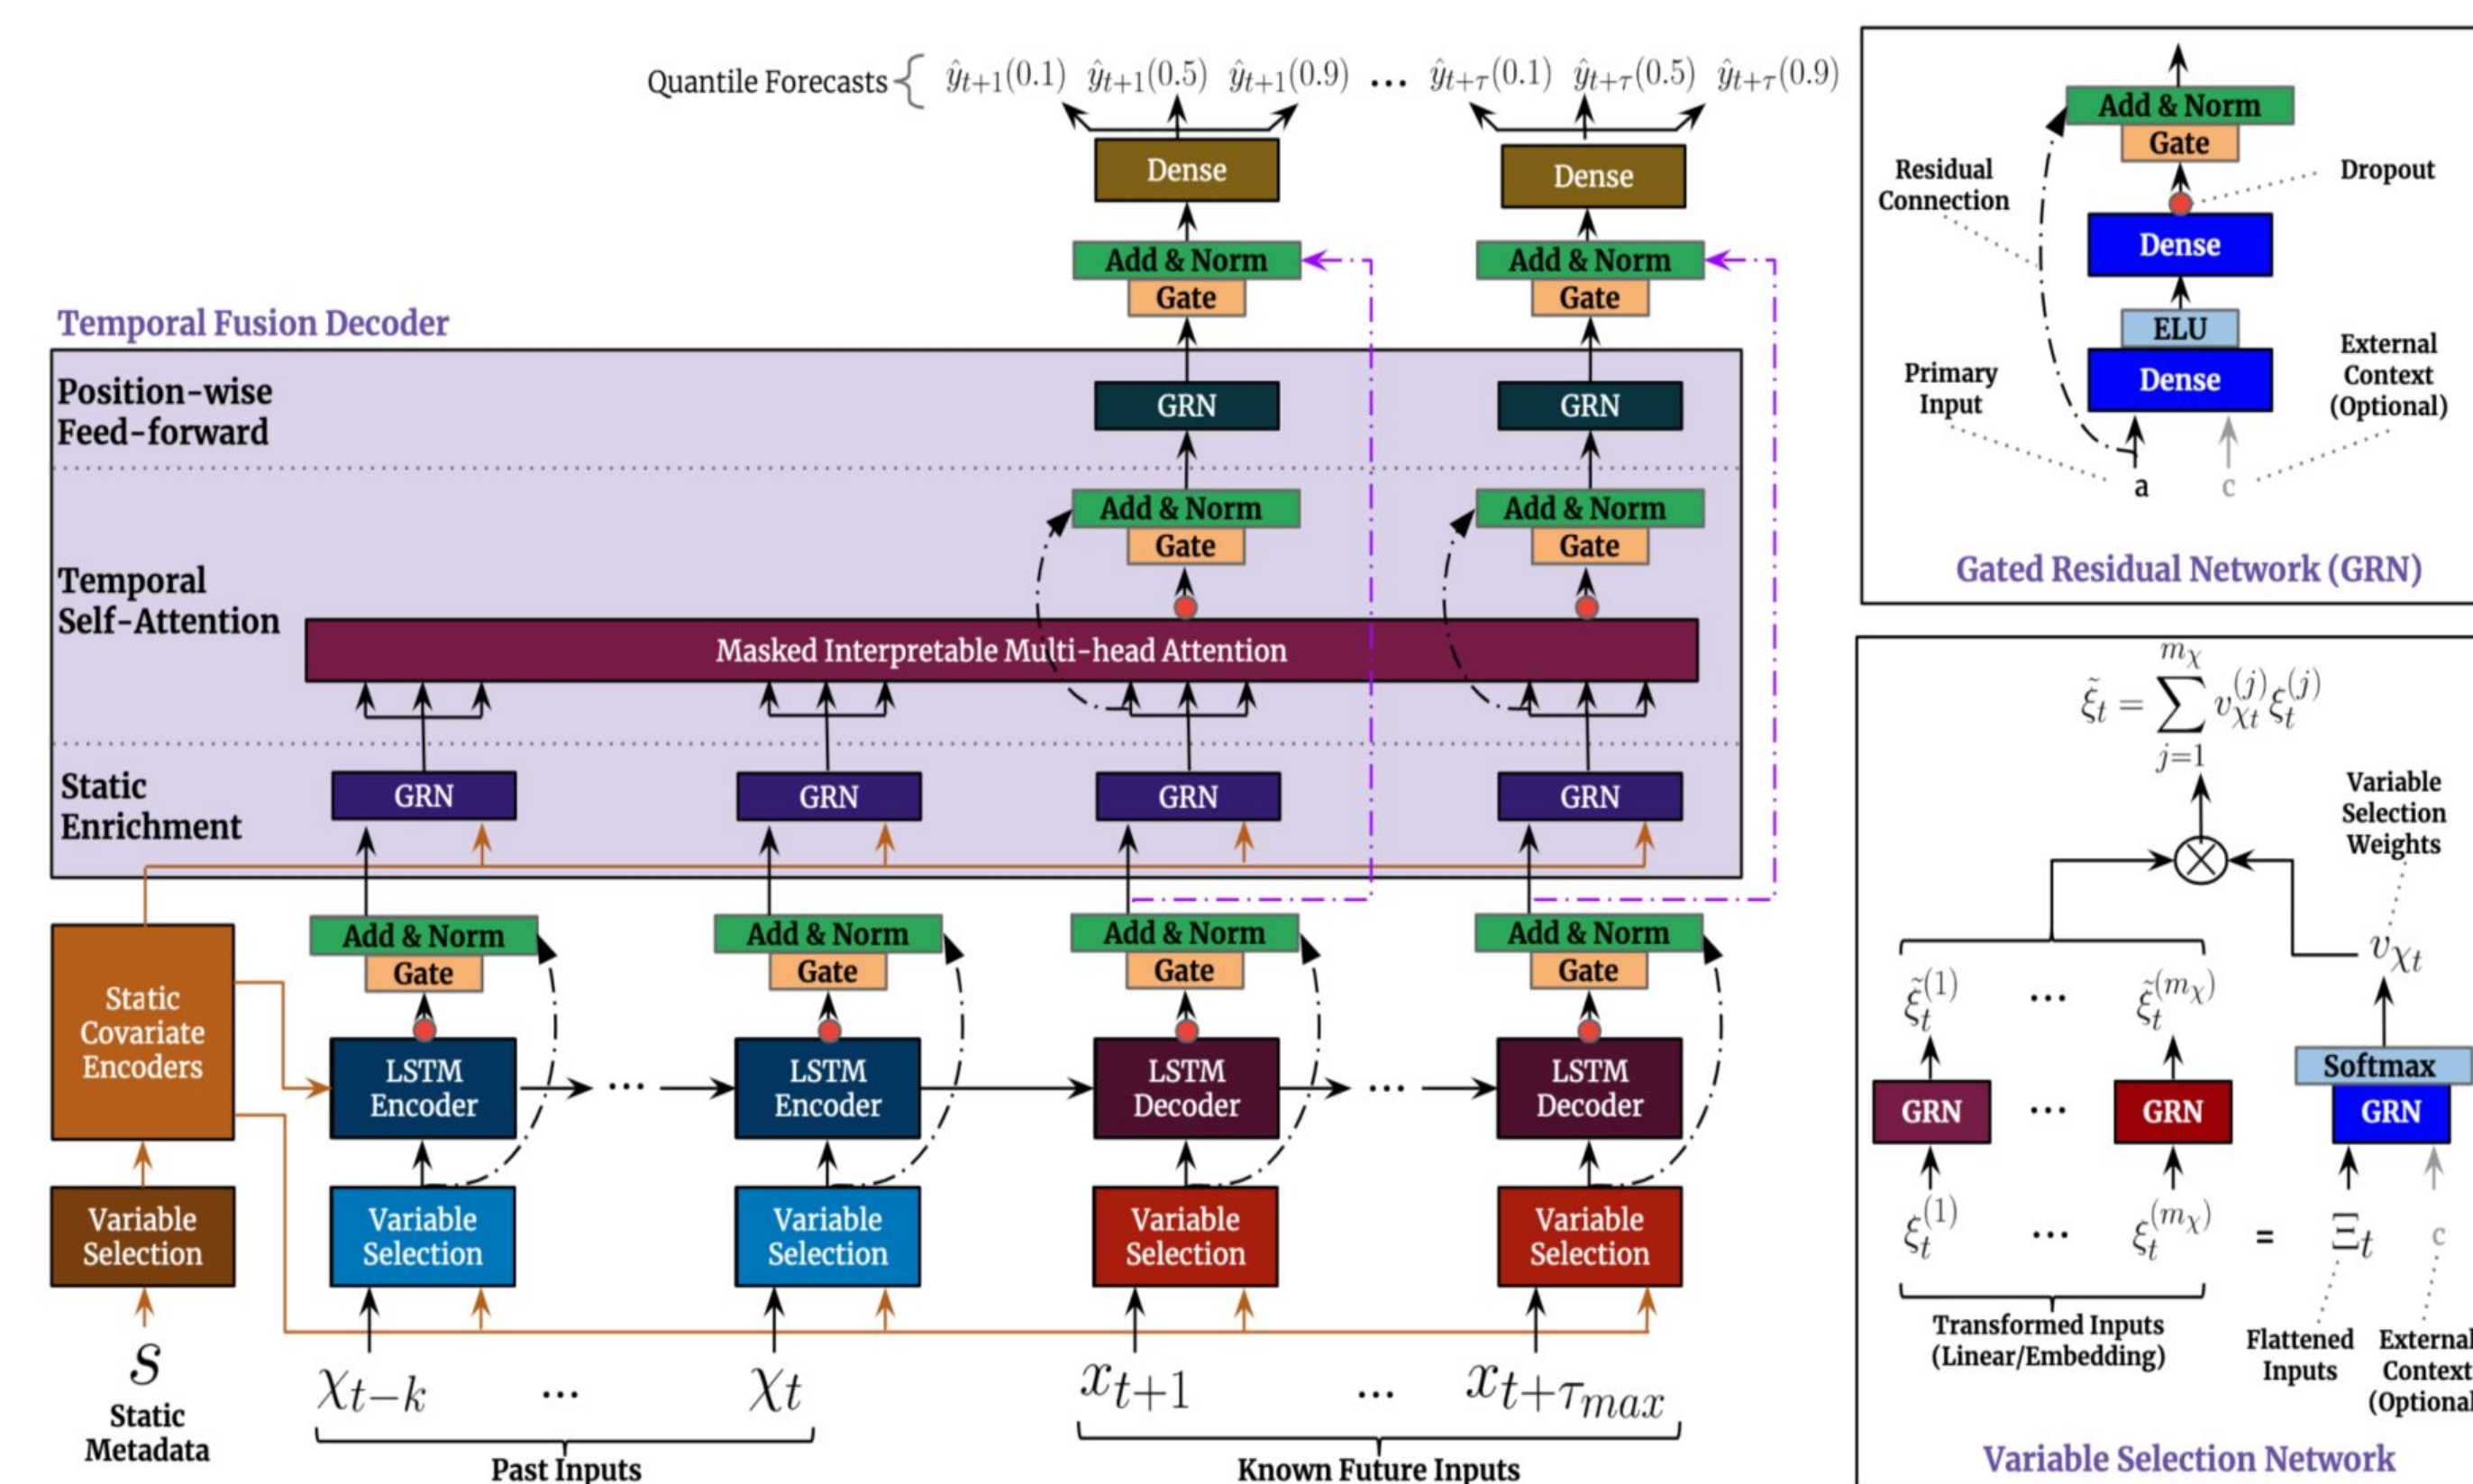 Quantile Forecasts { ŷt+1(0.1) ŷt+1(0.5) ŷt+1(0.9) ... ŷt+τ(0.1) ŷt+τ(0.5) ŷt+τ(0.9)
Dense Dense
Add & Norm Add & Norm
Gate Gate
Temporal Fusion Decoder
Position-wise
Feed-forward
GRN GRN
Add & Norm Add & Norm
Gate Gate
Temporal
Self-Attention
Masked Interpretable Multi-head Attention
Static
Enrichment
GRN GRN GRN GRN
Add & Norm Add & Norm Add & Norm Add & Norm
Gate Gate Gate Gate
Static
Covariate
Encoders
LSTM
Encoder
...
LSTM
Encoder
LSTM
Decoder
...
LSTM
Decoder
Variable
Selection
Variable
Selection
Variable
Selection
Variable
Selection
Variable
Selection
s
Static
Metadata
χt−k ... χt
Past Inputs
xt+1 ... xt+τmax
Known Future Inputs
Add & Norm
Gate
Residual
Connection
Dropout
Dense
ELU
Dense
Primary
Input
External
Context
(Optional)
a c
Gated Residual Network (GRN)
ξ̃t = ∑ j=1 mχ vχt(j) ξt(j)
Variable
Selection
Weights
⊗
vχt
ξ̃t(1) ... ξ̃t(mχ)
Softmax
GRN ... GRN GRN
ξt(1) ... ξt(mχ) = Ξt c
Transformed Inputs
(Linear/Embedding)
Flattened
Inputs
External
Context
(Optional
Variable Selection Network